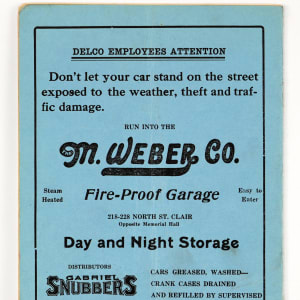 DELCO EMPLOYEES ATTENTION
Don't let your car stand on the street
exposed to the weather, theft and traf-
fic damage.
RUN INTO THE
THE M. WEBER CO.
Steam
Heated
Fire-Proof Garage
Easy to
Enter
218-228 NORTH ST. CLAIR
Opposite Memorial Hall
Day and Night Storage
DISTRIBUTORS
GABRIEL
SNUBBERS
CARS GREASED, WASHED—
CRANK CASES DRAINED
AND REFILLED BY SUPERVISED